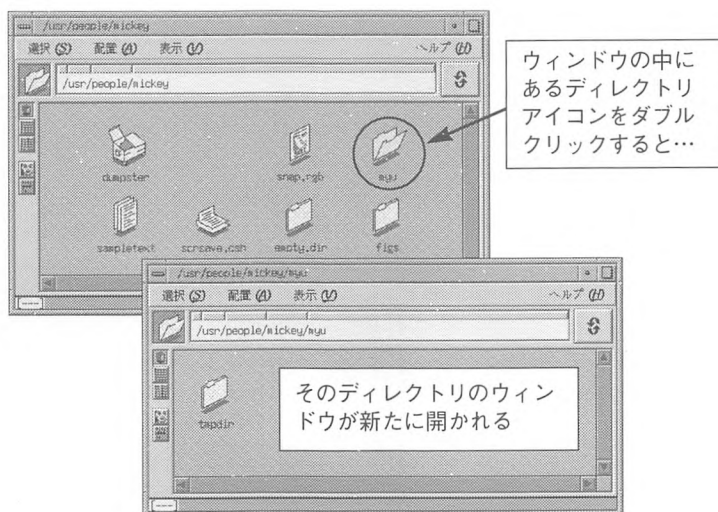 /usr/people/mickey
選択 (S) 配置 (A) 表示 (V) ヘルプ (H)
/usr/people/mickey
ウィンドウの中に
あるディレクトリ
アイコンをダブル
クリックすると…
dumpster snap.rgb myu
sampletext scrsave.csh empty.dir figs
/usr/people/mickey/myu
選択 (S) 配置 (A) 表示 (V) ヘルプ (H)
/usr/people/mickey/myu
tmpdir
そのディレクトリのウィン
ドウが新たに開かれる